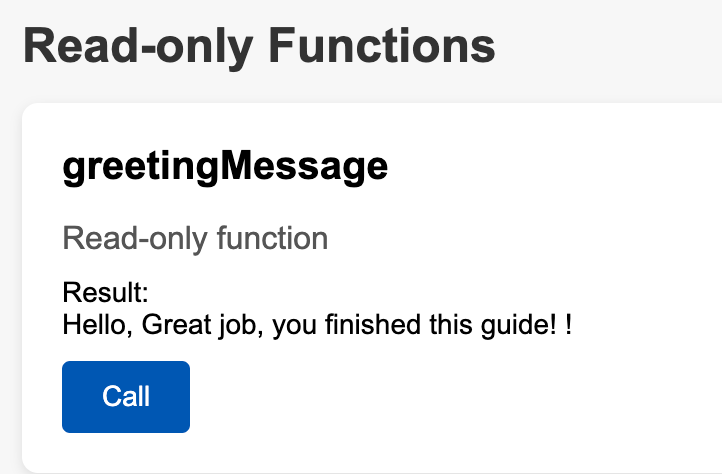 Read-only Functions
greetingMessage
Read-only function
Result:
Hello, Great job, you finished this guide! !
Call